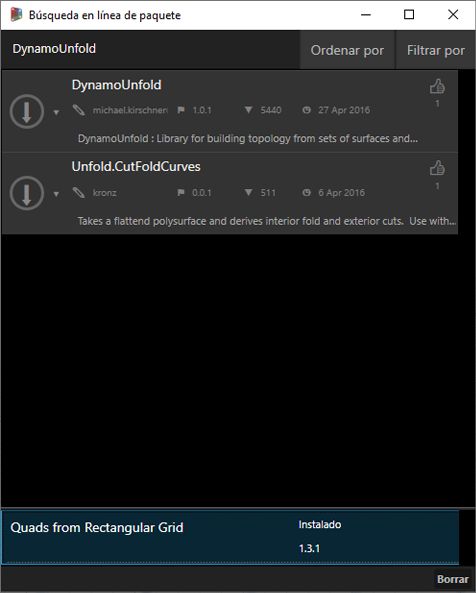 Búsqueda en línea de paquete
DynamoUnfold Ordenar por Filtrar por
DynamoUnfold
michael.kirschner 1.0.1 5440 27 Apr 2016 1
DynamoUnfold : Library for building topology from sets of surfaces and...
Unfold.CutFoldCurves
kronz 0.0.1 511 6 Apr 2016 1
Takes a flattend polysurface and derives interior fold and exterior cuts. Use with...
Quads from Rectangular Grid Instalado
1.3.1
Borrar